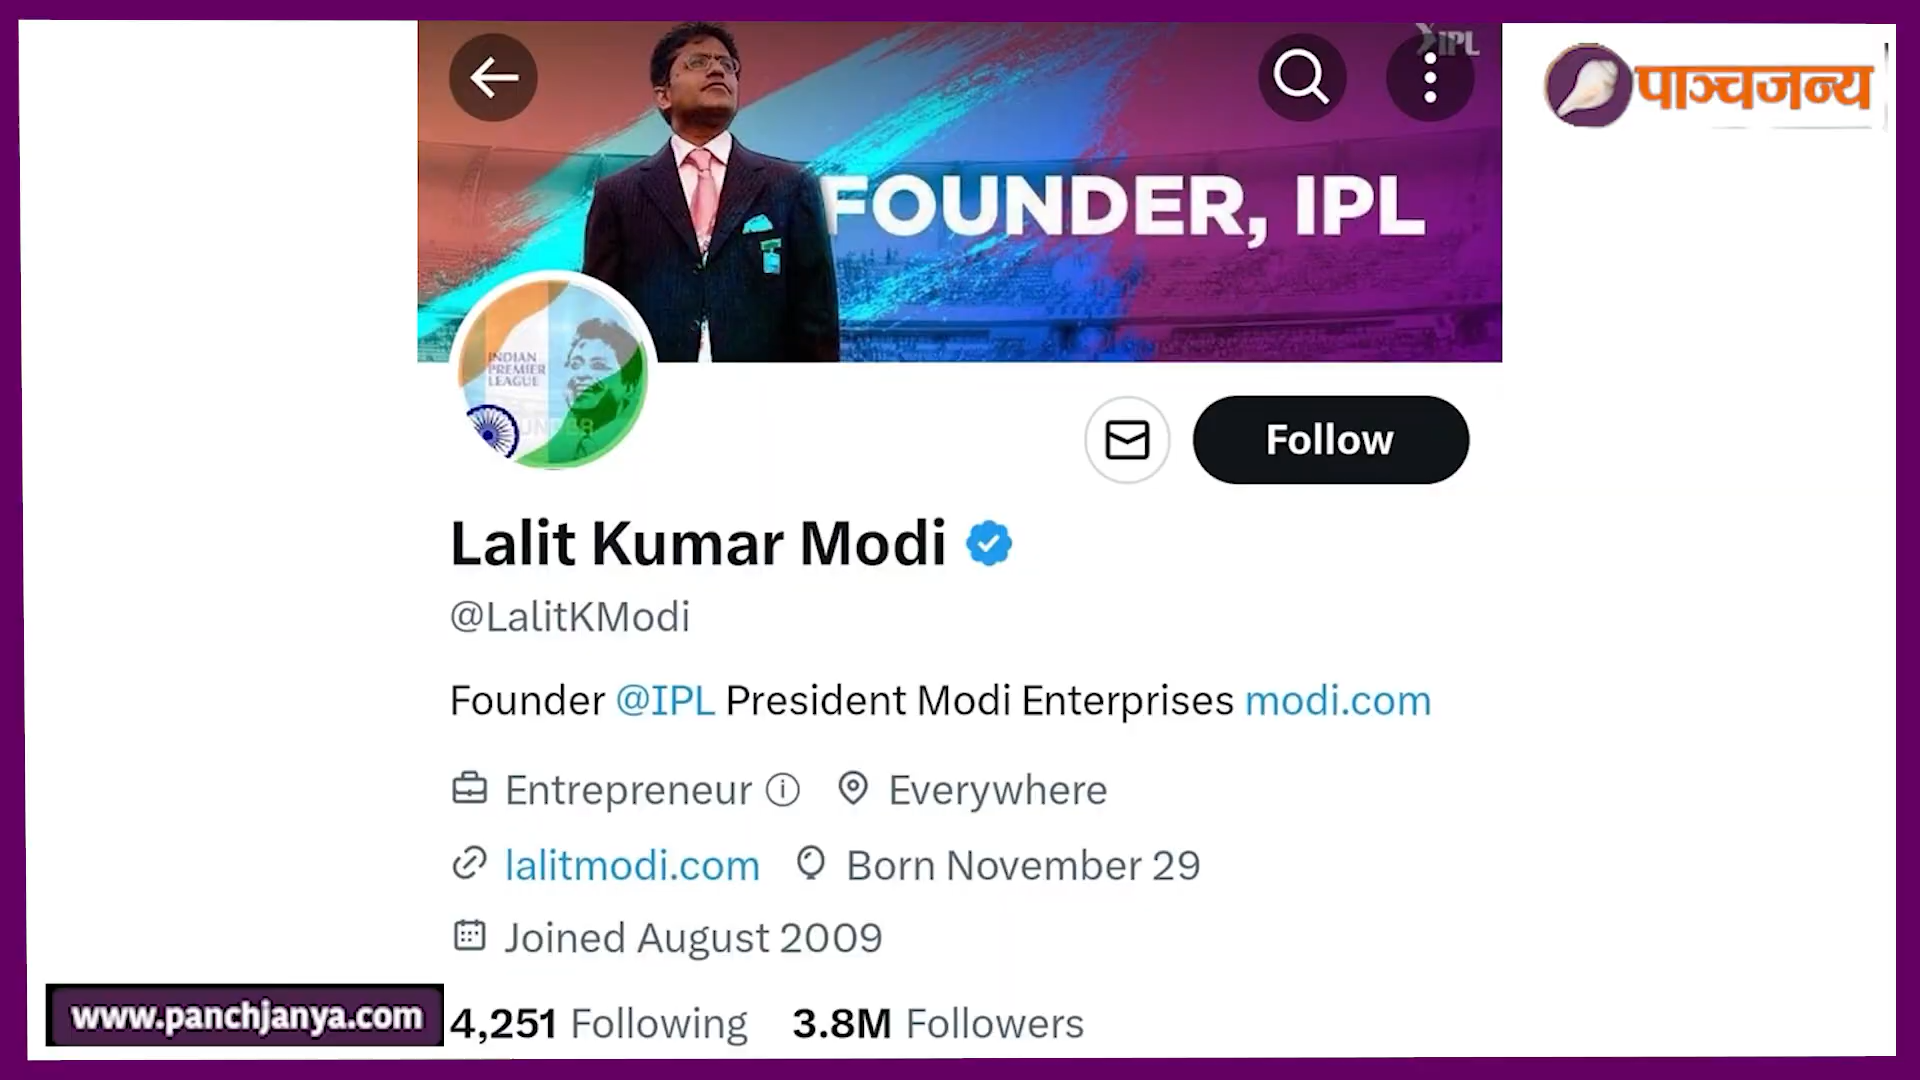 IPL
पाञ्चजन्य
FOUNDER, IPL
INDIAN
PREMIER
LEAGUE
Follow
Lalit Kumar Modi
@LalitKModi
Founder @IPL President Modi Enterprises modi.com
Entrepreneur Everywhere
lalitmodi.com Born November 29
Joined August 2009
4,251 Following 3.8M Followers
www.panchjanya.com